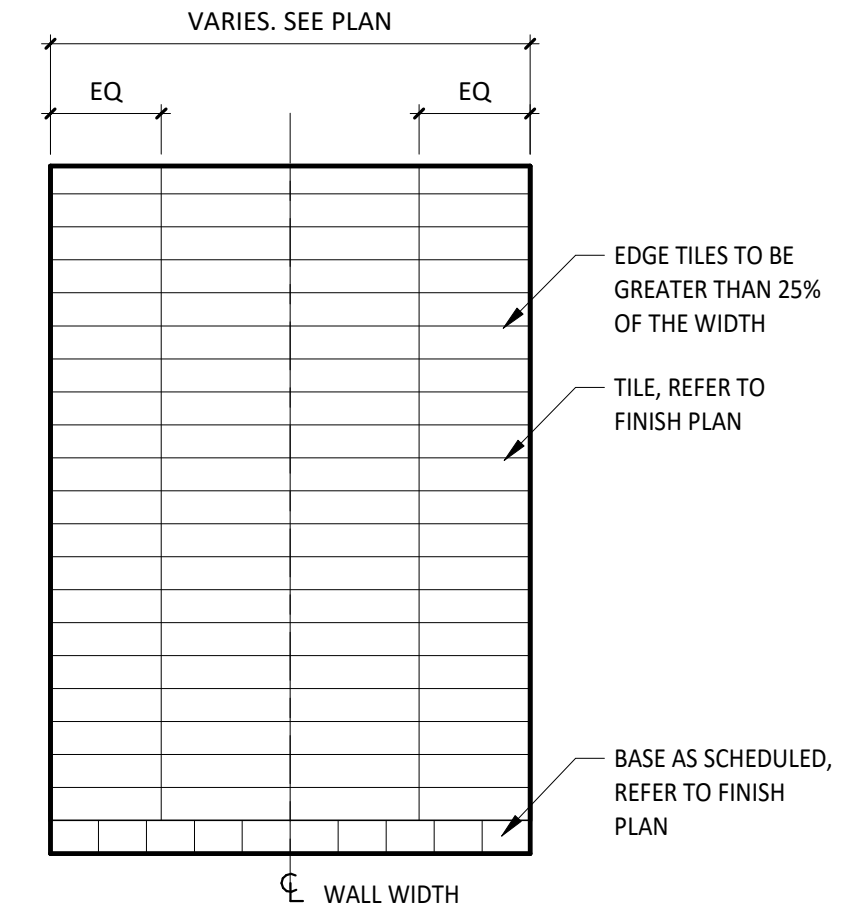 VARIES. SEE PLAN
EQ
EQ
EDGE TILES TO BE
GREATER THAN 25%
OF THE WIDTH
TILE, REFER TO
FINISH PLAN
BASE AS SCHEDULED,
REFER TO FINISH
PLAN
℄ WALL WIDTH